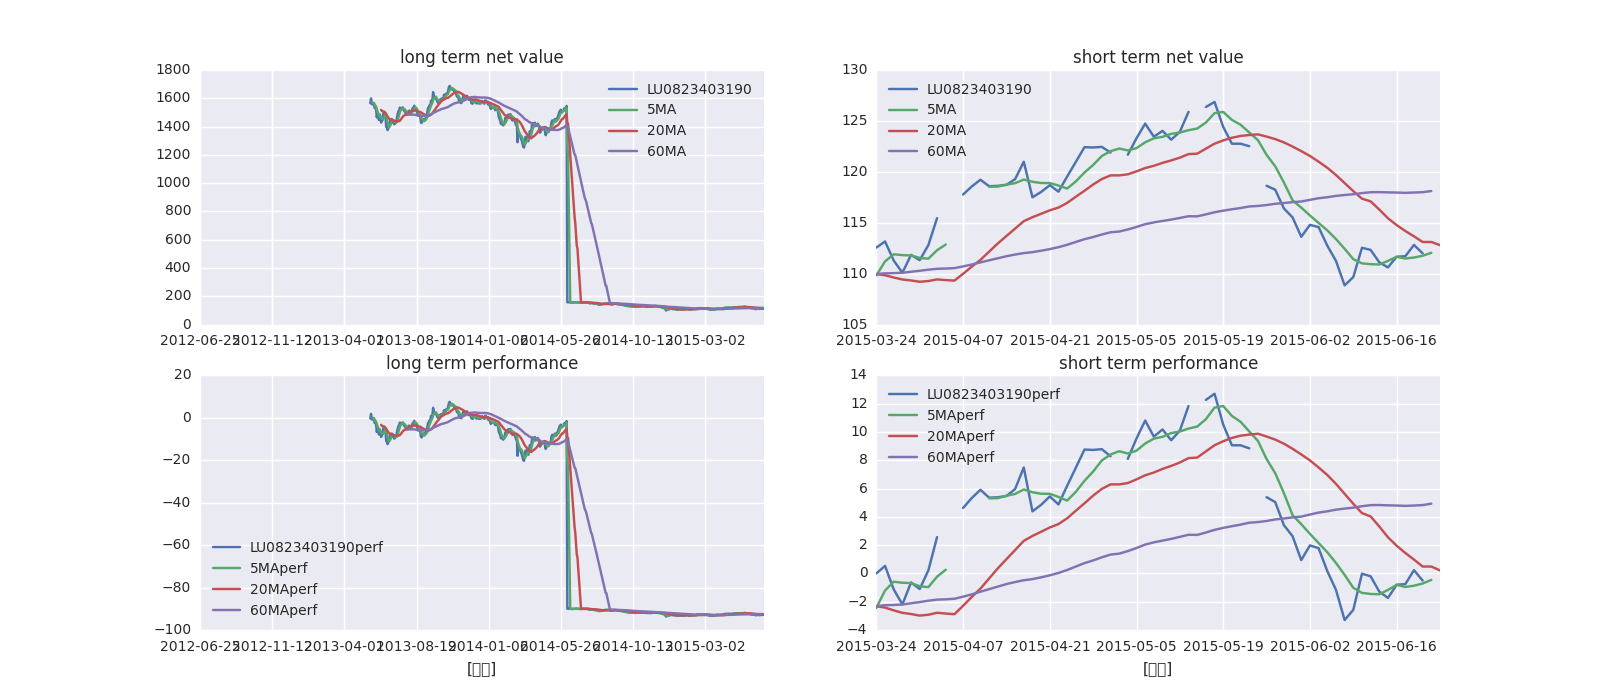 long term net value
1800
1600
1400
1200
1000
800
600
400
200
0
LU0823403190
5MA
20MA
60MA
2012-06-25 2012-11-12 2013-04-01 2013-08-19 2014-01-06 2014-05-26 2014-10-13 2015-03-02
short term net value
130
125
120
115
110
105
LU0823403190
5MA
20MA
60MA
2015-03-24 2015-04-07 2015-04-21 2015-05-05 2015-05-19 2015-06-02 2015-06-16
long term performance
20
0
−20
−40
−60
−80
−100
LU0823403190perf
5MAperf
20MAperf
60MAperf
2012-06-25 2012-11-12 2013-04-01 2013-08-19 2014-01-06 2014-05-26 2014-10-13 2015-03-02
short term performance
14
12
10
8
6
4
2
0
−2
−4
LU0823403190perf
5MAperf
20MAperf
60MAperf
2015-03-24 2015-04-07 2015-04-21 2015-05-05 2015-05-19 2015-06-02 2015-06-16